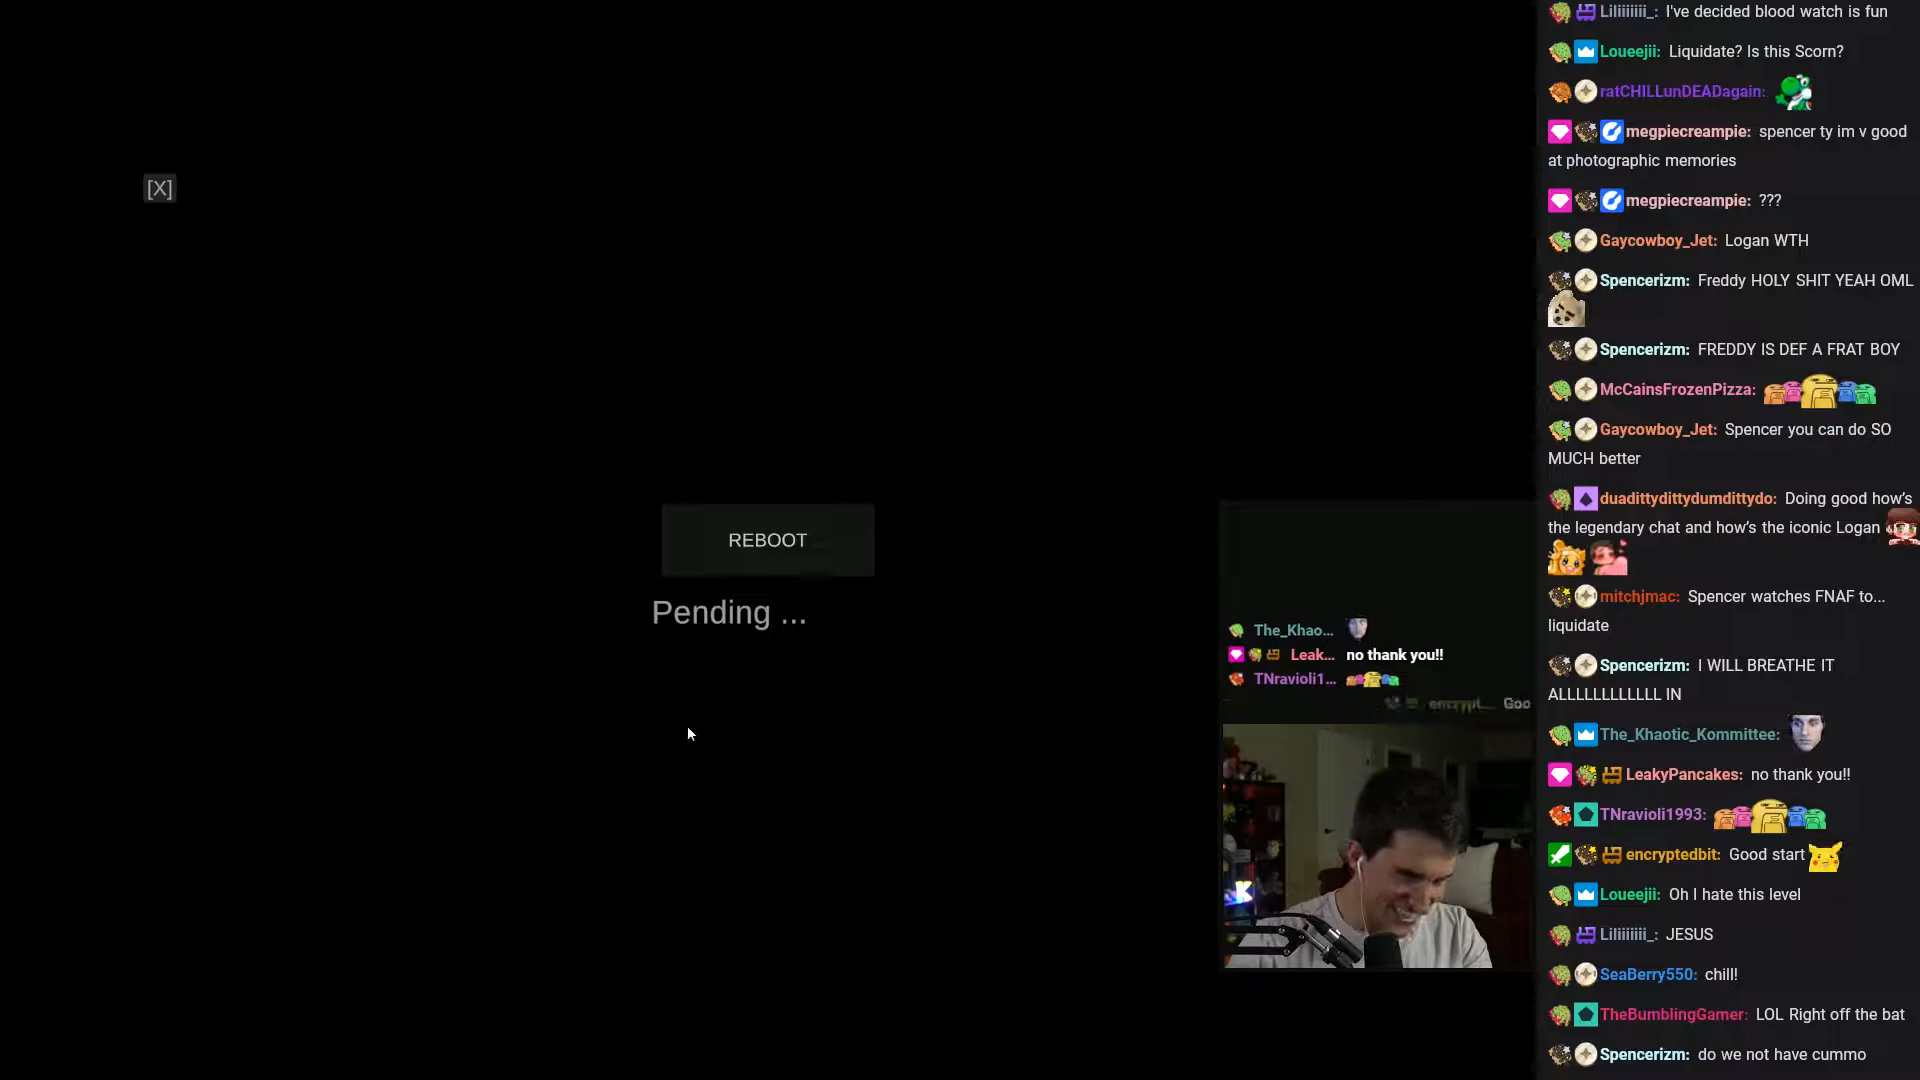 [X]
REBOOT
Pending ...
The_Khao...
Leak... no thank you!!
TNravioli1...
encrypt... Goo
Liliiiiiii_: I've decided blood watch is fun
Loueejii: Liquidate? Is this Scorn?
ratCHILLunDEADagain:
megpiecreampie: spencer ty im v good
at photographic memories
megpiecreampie: ???
Gaycowboy_Jet: Logan WTH
Spencerizm: Freddy HOLY SHIT YEAH OML
Spencerizm: FREDDY IS DEF A FRAT BOY
McCainsFrozenPizza:
Gaycowboy_Jet: Spencer you can do SO
MUCH better
duadittydittydumdittydo: Doing good how's
the legendary chat and how's the iconic Logan
mitchjmac: Spencer watches FNAF to...
liquidate
Spencerizm: I WILL BREATHE IT
ALLLLLLLLLLLL IN
The_Khaotic_Kommittee:
LeakyPancakes: no thank you!!
TNravioli1993:
encryptedbit: Good start
Loueejii: Oh I hate this level
Liliiiiiii_: JESUS
SeaBerry550: chill!
TheBumblingGamer: LOL Right off the bat
Spencerizm: do we not have cummo